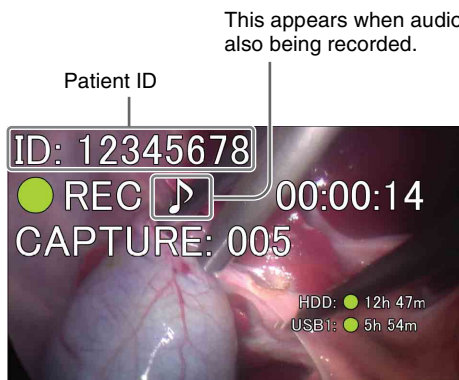 This appears when audio
also being recorded.
Patient ID
ID: 12345678
REC ♪ 00:00:14
CAPTURE: 005
HDD: 12h 47m
USB1: 5h 54m